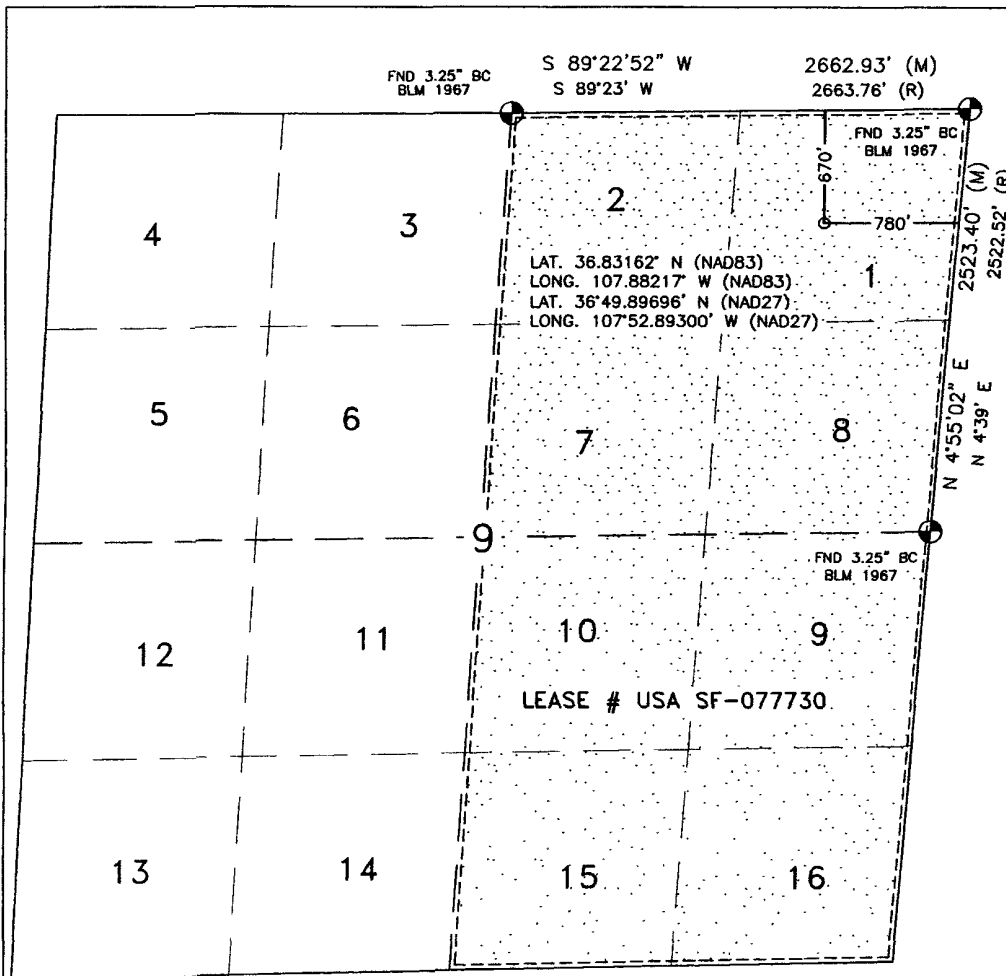 FND 3.25" BC
BLM 1967
S 89°22'52" W
S 89°23' W
2662.93' (M)
2663.76' (R)
FND 3.25" BC
BLM 1967
670'
780'
2523.40' (M)
2522.52' (R)
4
3
2
1
LAT. 36.83162° N (NAD83)
LONG. 107.88217° W (NAD83)
LAT. 36°49.89696' N (NAD27)
LONG. 107°52.89300' W (NAD27)
5
6
7
8
N 4°55'02" E
N 4°39' E
9
FND 3.25" BC
BLM 1967
12
11
10
9
LEASE # USA SF-077730
13
14
15
16